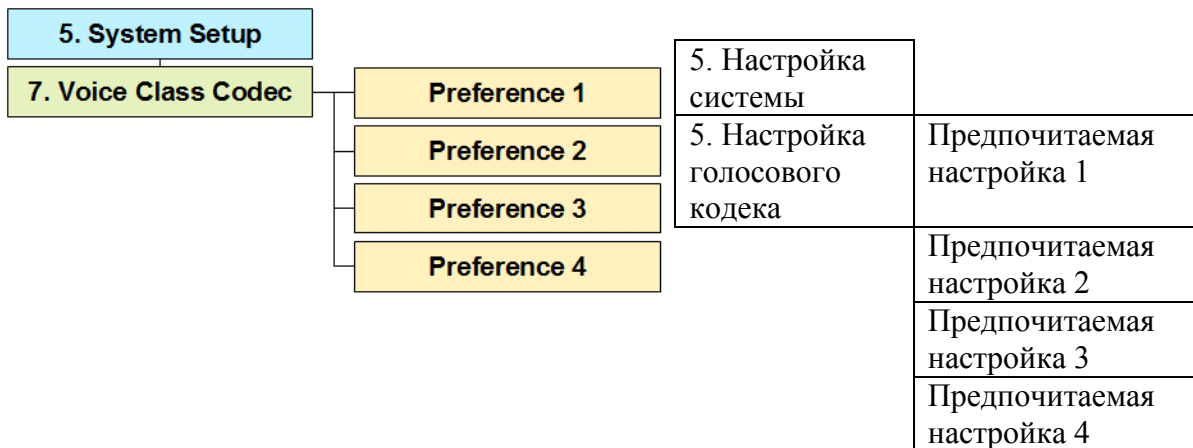 5. System Setup
7. Voice Class Codec
Preference 1
Preference 2
Preference 3
Preference 4
5. Настройка
системы
5. Настройка
голосового
кодека
Предпочитаемая
настройка 1
Предпочитаемая
настройка 2
Предпочитаемая
настройка 3
Предпочитаемая
настройка 4